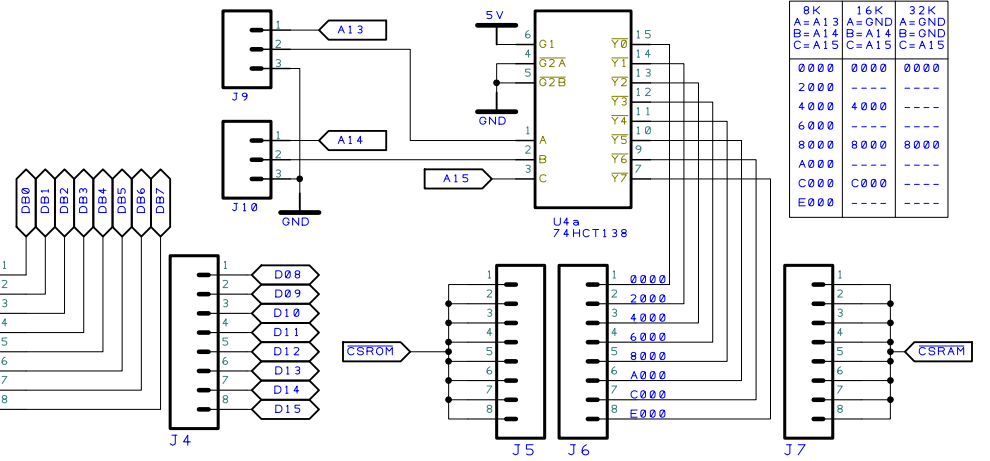 1
A13
2
3
J9
1
A14
2
3
J10
GND
5V
GND
6
G1
4
G2A
5
G2B
1
A
2
B
3
C
A15
Y0
15
Y1
14
Y2
13
Y3
12
Y4
11
Y5
10
Y6
9
Y7
7
U4a
74HCT138
8K 16K 32K
A=A13 A=GND A=GND
B=A14 B=A14 B=GND
C=A15 C=A15 C=A15
0000 0000 0000
2000 ---- ----
4000 4000 ----
6000 ---- ----
8000 8000 8000
A000 ---- ----
C000 C000 ----
E000 ---- ----
DB0 DB1 DB2 DB3 DB4 DB5 DB6 DB7
1
2
3
4
5
6
7
8
1 D08
2 D09
3 D10
4 D11
5 D12
6 D13
7 D14
8 D15
J4
CSROM
1
2
3
4
5
6
7
8
J5
1 0000
2 2000
3 4000
4 6000
5 8000
6 A000
7 C000
8 E000
J6
1
2
3
4
5
6
7
8
J7
CSRAM